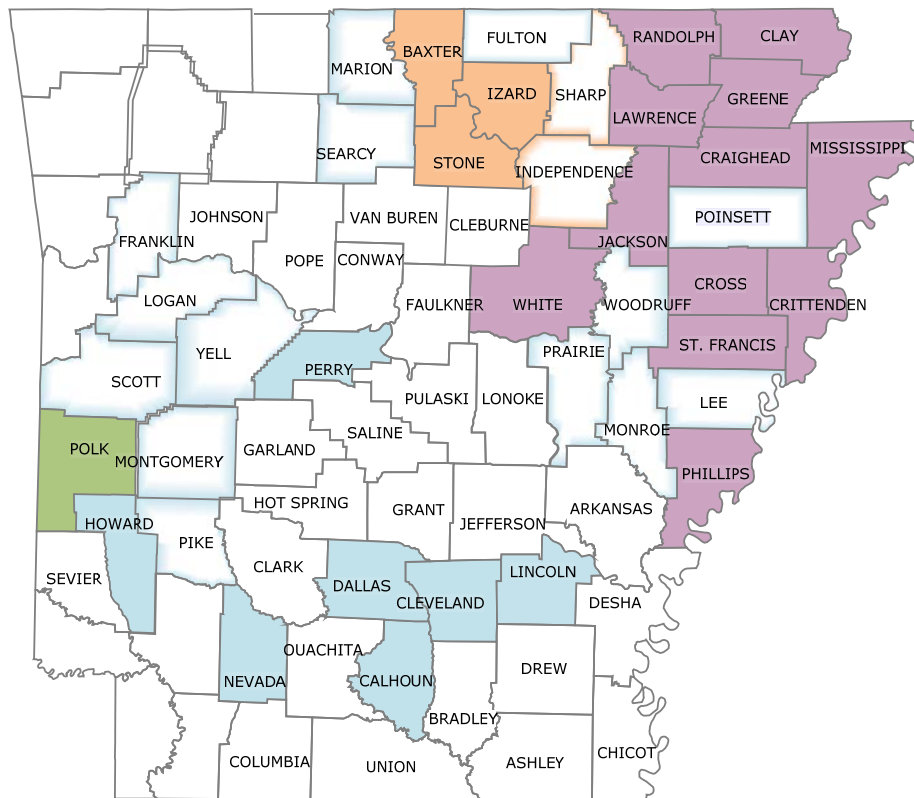 RANDOLPH
CLAY
FULTON
BAXTER
MARION
IZARD
SHARP
GREENE
LAWRENCE
MISSISSIPPI
SEARCY
CRAIGHEAD
STONE
INDEPENDENCE
JOHNSON
VAN BUREN
CLEBURNE
POINSETT
FRANKLIN
JACKSON
POPE
CONWAY
CROSS
LOGAN
FAULKNER
WHITE
WOODRUFF
CRITTENDEN
ST. FRANCIS
YELL
PRAIRIE
PERRY
SCOTT
PULASKI
LONOKE
LEE
SALINE
MONROE
POLK
GARLAND
MONTGOMERY
PHILLIPS
HOT SPRING
GRANT
ARKANSAS
HOWARD
JEFFERSON
PIKE
CLARK
SEVIER
DALLAS
LINCOLN
CLEVELAND
DESHA
OUACHITA
DREW
NEVADA
CALHOUN
BRADLEY
CHICOT
COLUMBIA
UNION
ASHLEY